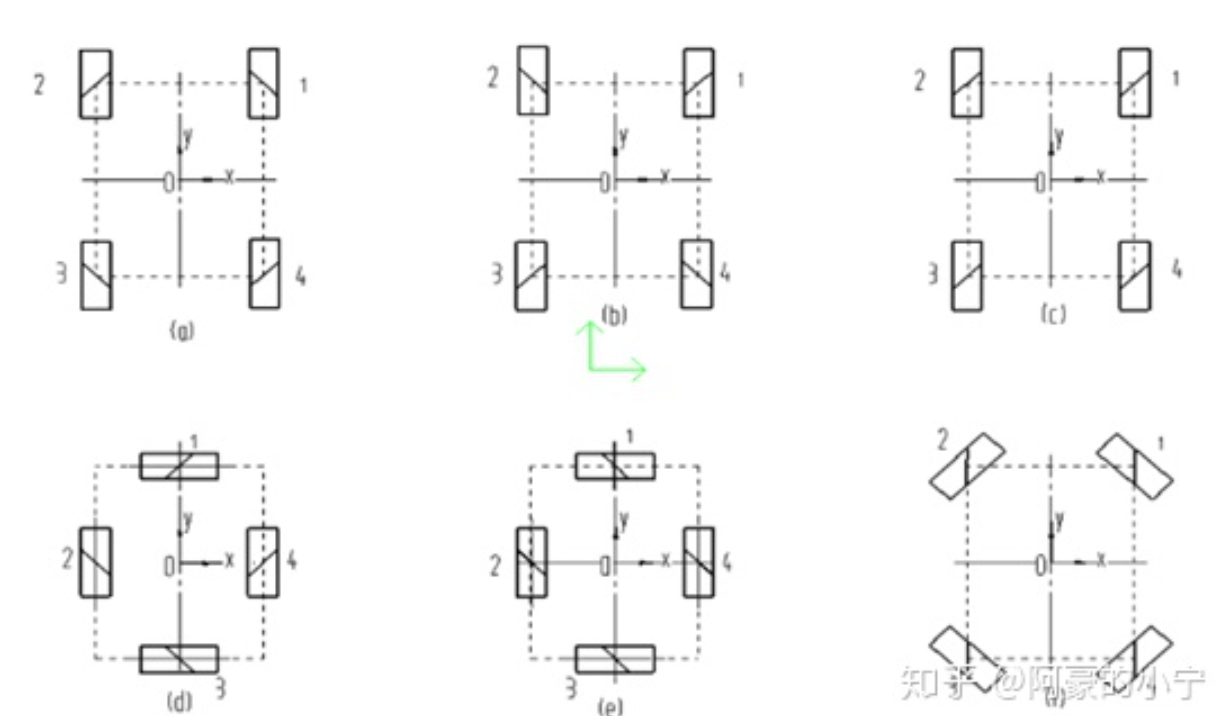 2 1 2 1 2 1
y y y
0 x 0 x 0 x
3 4 3 4 3 4
(a) (b) (c)
1 1 2 1
y y y
2 0 x 4 2 0 x 4 0 x
3 3
(d) (e)
知乎 @阿豪的小宁